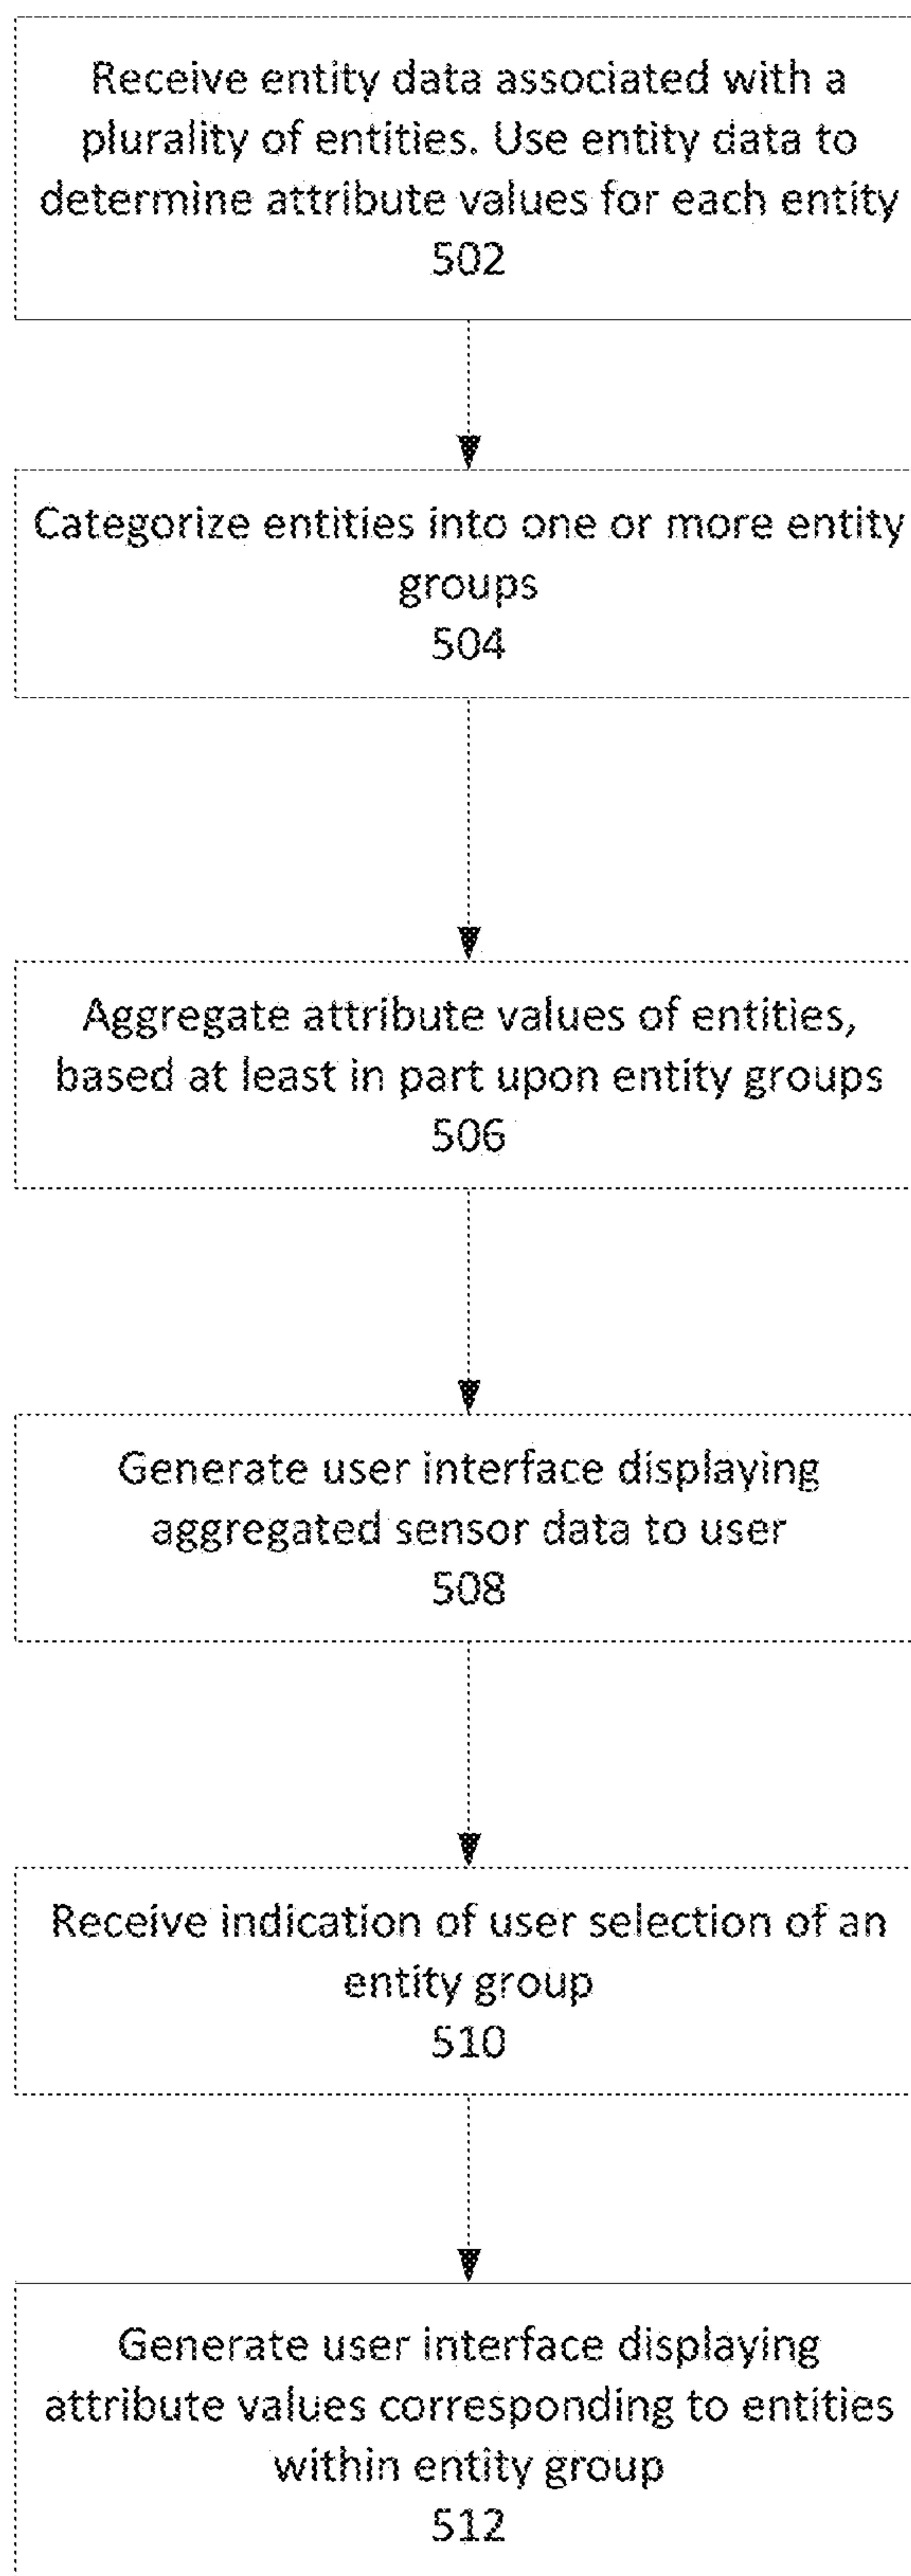 Receive entity data associated with a
plurality of entities. Use entity data to
determine attribute values for each entity
502
Categorize entities into one or more entity
groups
504
Aggregate attribute values of entities,
based at least in part upon entity groups
506
Generate user interface displaying
aggregated sensor data to user
508
Receive indication of user selection of an
entity group
510
Generate user interface displaying
attribute values corresponding to entities
within entity group
512